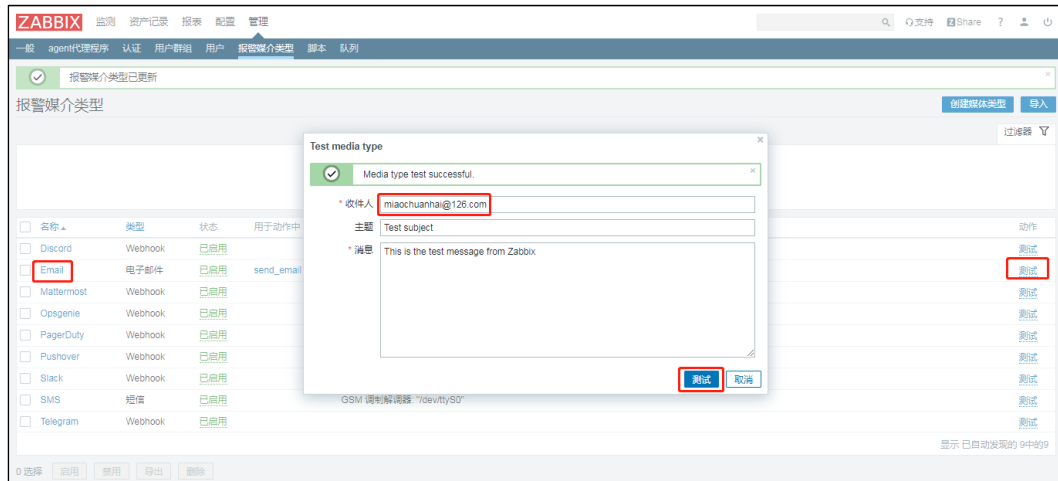 ZABBIX 监测 资产记录 报表 配置 管理 支持 Z Share ?
一般 agent代理程序 认证 用户群组 用户 报警媒介类型 脚本 队列
报警媒介类型已更新 ×
报警媒介类型 创建媒体类型 导入
过滤器
Test media type ×
Media type test successful. ×
* 收件人 miaochuanhai@126.com
主题 Test subject
* 消息 This is the test message from Zabbix
测试 取消
名称 类型 状态 用于动作中 动作
Discord Webhook 已启用 测试
Email 电子邮件 已启用 send_email 测试
Mattermost Webhook 已启用 测试
Opsgenie Webhook 已启用 测试
PagerDuty Webhook 已启用 测试
Pushover Webhook 已启用 测试
Slack Webhook 已启用 测试
SMS 短信 已启用 GSM 调制解调器: "/dev/ttyS0" 测试
Telegram Webhook 已启用 测试
显示 已自动发现的 9中的9
0 选择 启用 禁用 导出 删除